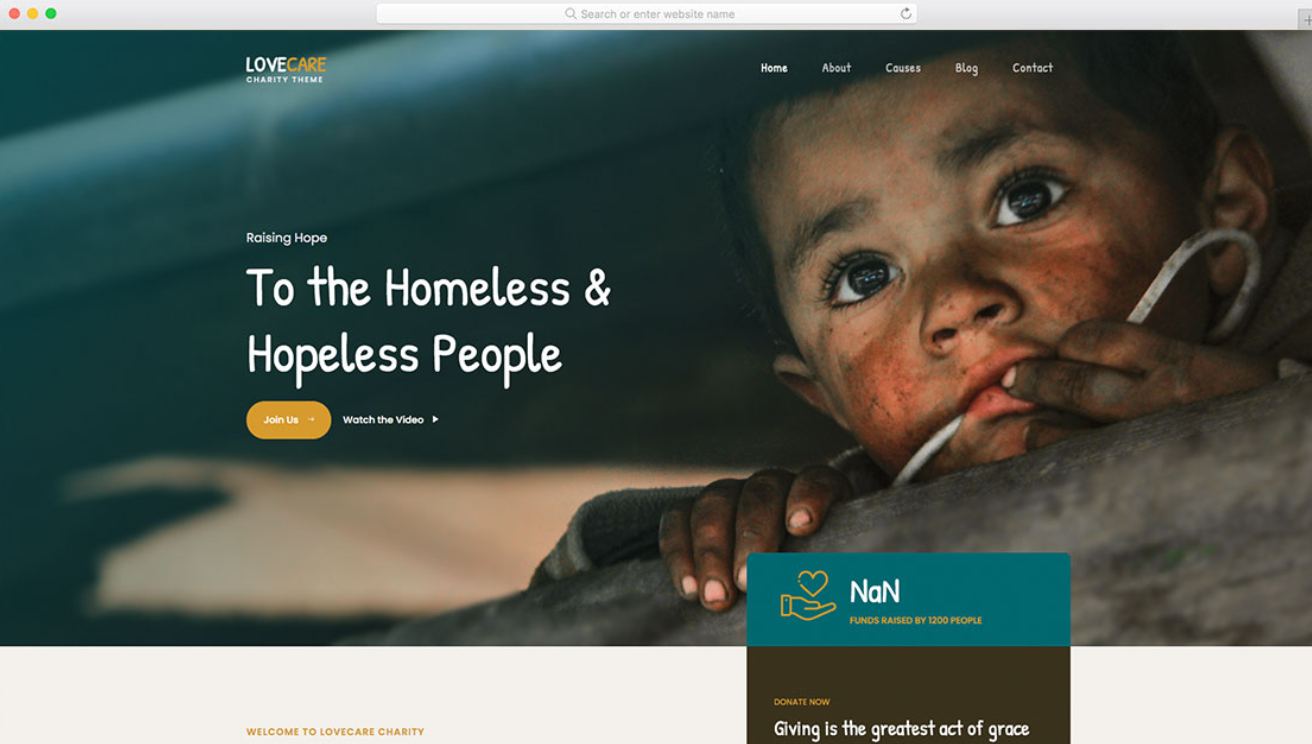 Search or enter website name
LOVECARE
CHARITY THEME
Home About Causes Blog Contact
Raising Hope
To the Homeless &
Hopeless People
Join Us → Watch the Video ▶
NaN
FUNDS RAISED BY 1200 PEOPLE
DONATE NOW
Giving is the greatest act of grace
WELCOME TO LOVECARE CHARITY